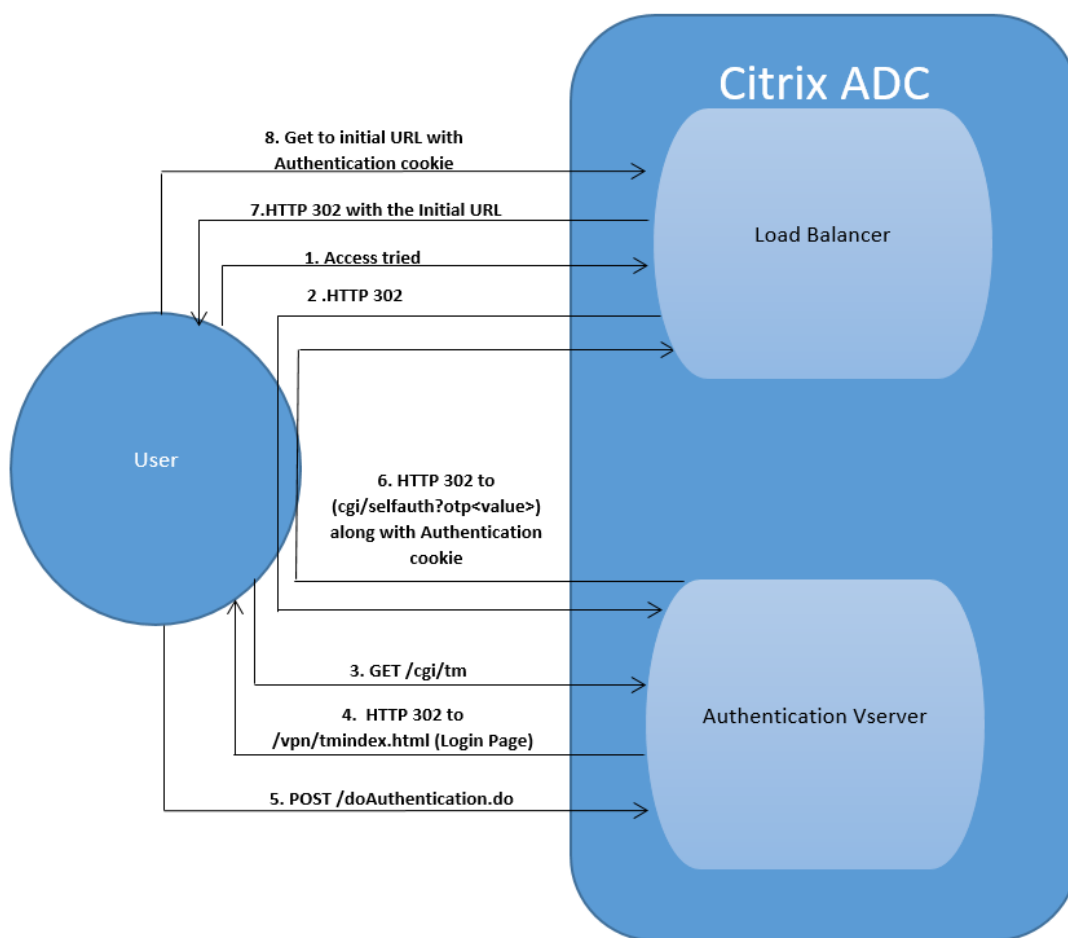 Citrix ADC
8. Get to initial URL with
Authentication cookie
7.HTTP 302 with the Initial URL
Load Balancer
1. Access tried
2 .HTTP 302
User
6. HTTP 302 to
(cgi/selfauth?otp<value>)
along with Authentication
cookie
3. GET /cgi/tm
4. HTTP 302 to
/vpn/tmindex.html (Login Page)
Authentication Vserver
5. POST /doAuthentication.do